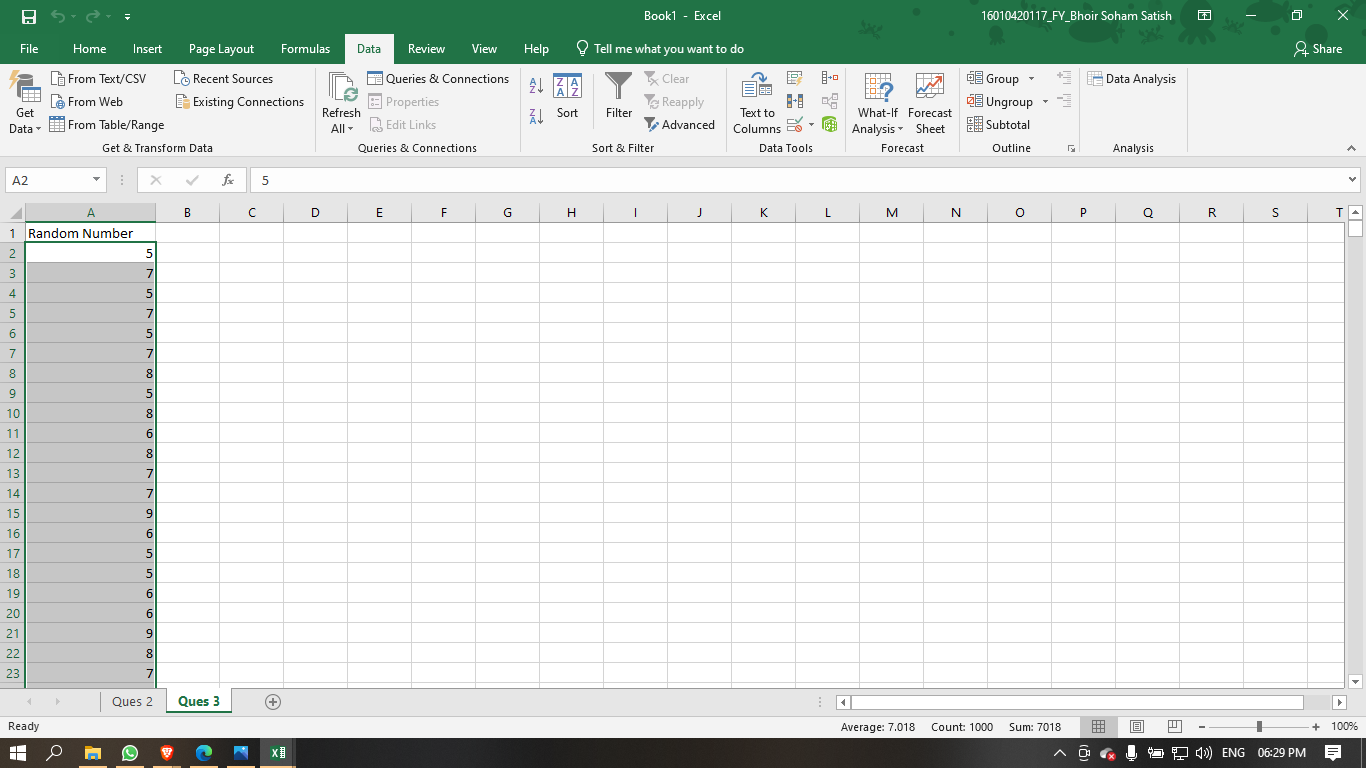 Book1 - Excel
16010420117_FY_Bhoir Soham Satish
File Home Insert Page Layout Formulas Data Review View Help Tell me what you want to do Share
Get Data
From Text/CSV
From Web
From Table/Range
Recent Sources
Existing Connections
Get & Transform Data
Refresh All
Queries & Connections
Properties
Edit Links
Queries & Connections
Sort
Filter
Clear
Reapply
Advanced
Sort & Filter
Text to Columns
Data Tools
What-If Analysis
Forecast Sheet
Forecast
Group
Ungroup
Subtotal
Outline
Data Analysis
Analysis
A2 fx 5
A B C D E F G H I J K L M N O P Q R S T
1 Random Number
2 5
3 7
4 5
5 7
6 5
7 7
8 8
9 5
10 8
11 6
12 8
13 7
14 7
15 9
16 6
17 5
18 5
19 6
20 6
21 9
22 8
23 7
Ques 2 Ques 3
Ready Average: 7.018 Count: 1000 Sum: 7018 100%
ENG 06:29 PM